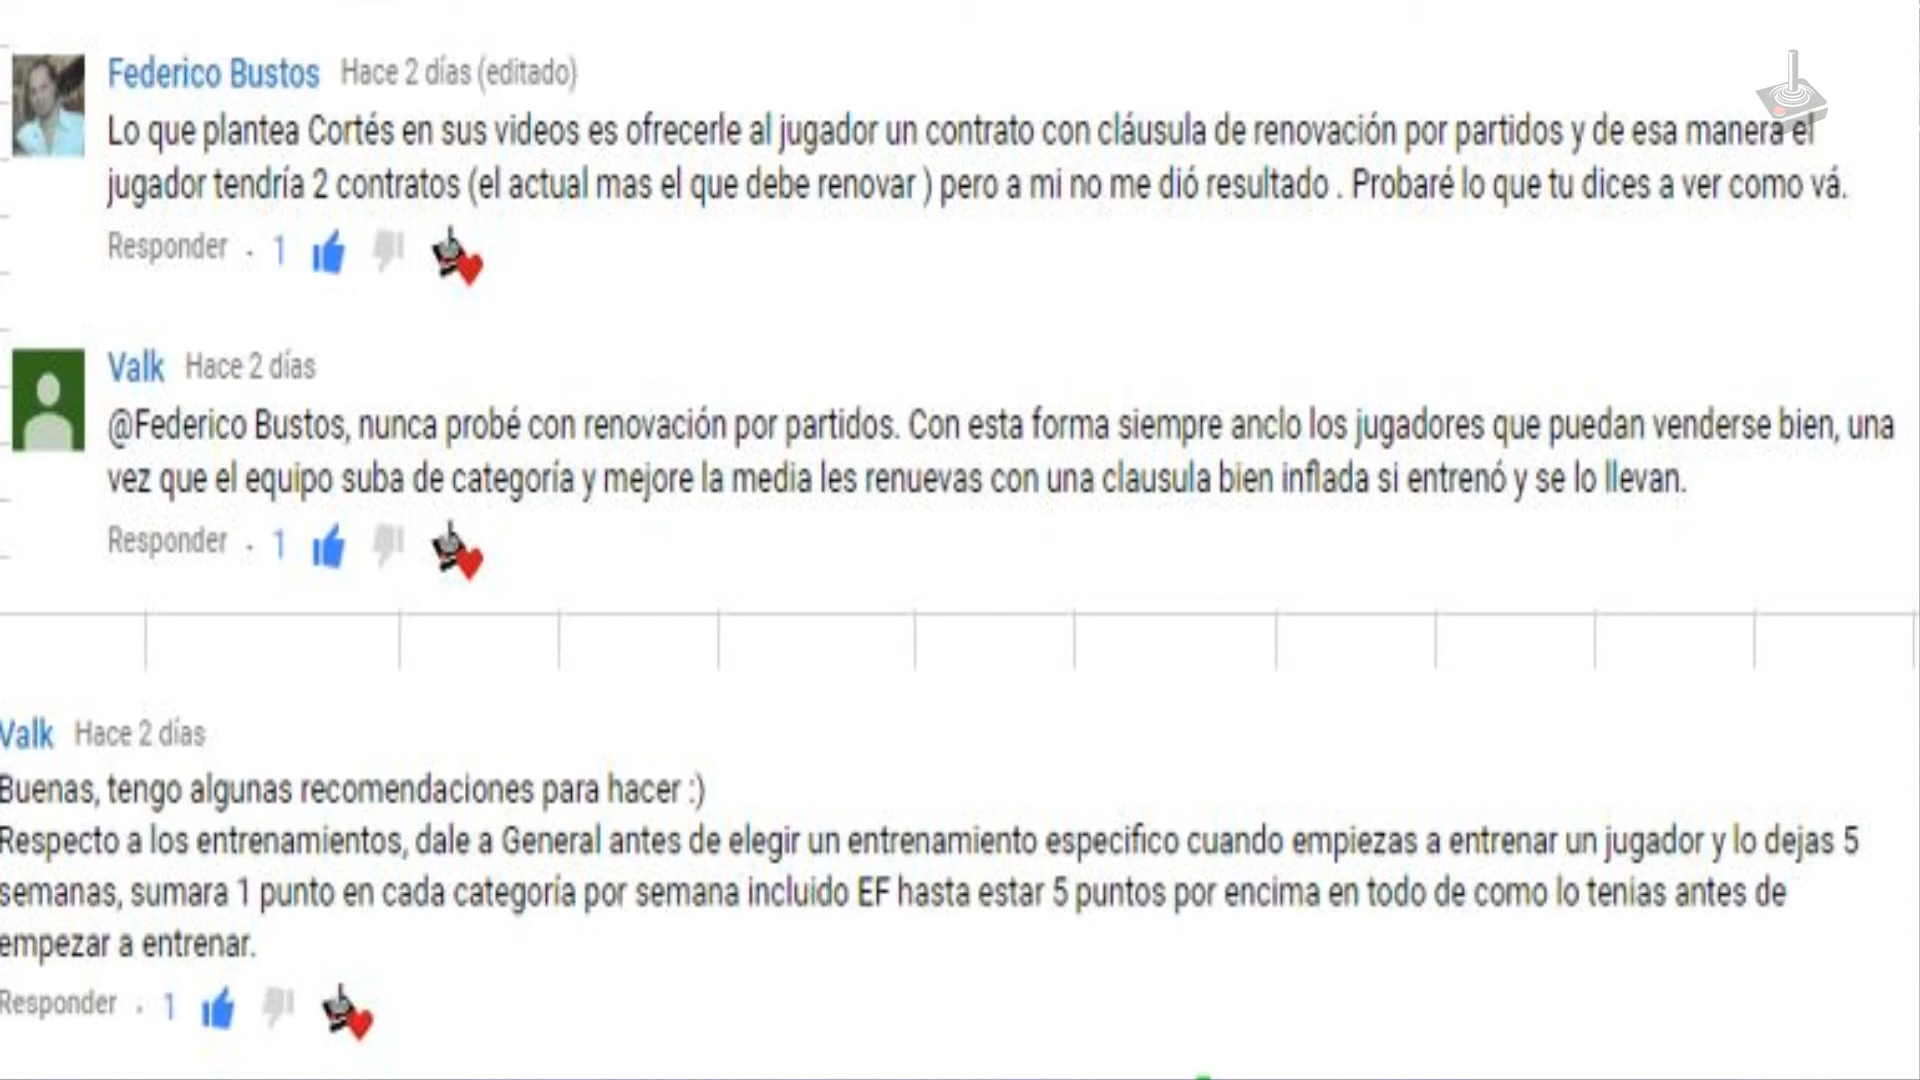 Federico Bustos Hace 2 días (editado)
Lo que plantea Cortés en sus videos es ofrecerle al jugador un contrato con cláusula de renovación por partidos y de esa manera el
jugador tendría 2 contratos (el actual mas el que debe renovar ) pero a mi no me dió resultado . Probaré lo que tu dices a ver como vá.
Responder . 1
Valk Hace 2 días
@Federico Bustos, nunca probé con renovación por partidos. Con esta forma siempre anclo los jugadores que puedan venderse bien, una
vez que el equipo suba de categoría y mejore la media les renuevas con una clausula bien inflada si entrenó y se lo llevan.
Responder . 1
Valk Hace 2 días
Buenas, tengo algunas recomendaciones para hacer :)
Respecto a los entrenamientos, dale a General antes de elegir un entrenamiento especifico cuando empiezas a entrenar un jugador y lo dejas 5
semanas, sumara 1 punto en cada categoría por semana incluido EF hasta estar 5 puntos por encima en todo de como lo tenias antes de
empezar a entrenar.
Responder . 1